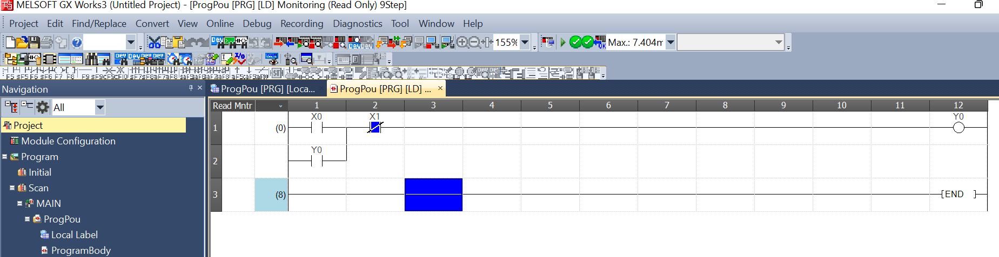 MELSOFT GX Works3 (Untitled Project) - [ProgPou [PRG] [LD] Monitoring (Read Only) 9Step]
Project Edit Find/Replace Convert View Online Debug Recording Diagnostics Tool Window Help
155% Max.: 7.404m
Navigation
ProgPou [PRG] [Loca...
ProgPou [PRG] [LD] ...
All
Read Mntr 1 2 3 4 5 6 7 8 9 10 11 12
Project
Module Configuration
Program
Initial
Scan
MAIN
ProgPou
Local Label
ProgramBody
X0 X1 Y0
1 (0)
Y0
2
3 (8) [END ]